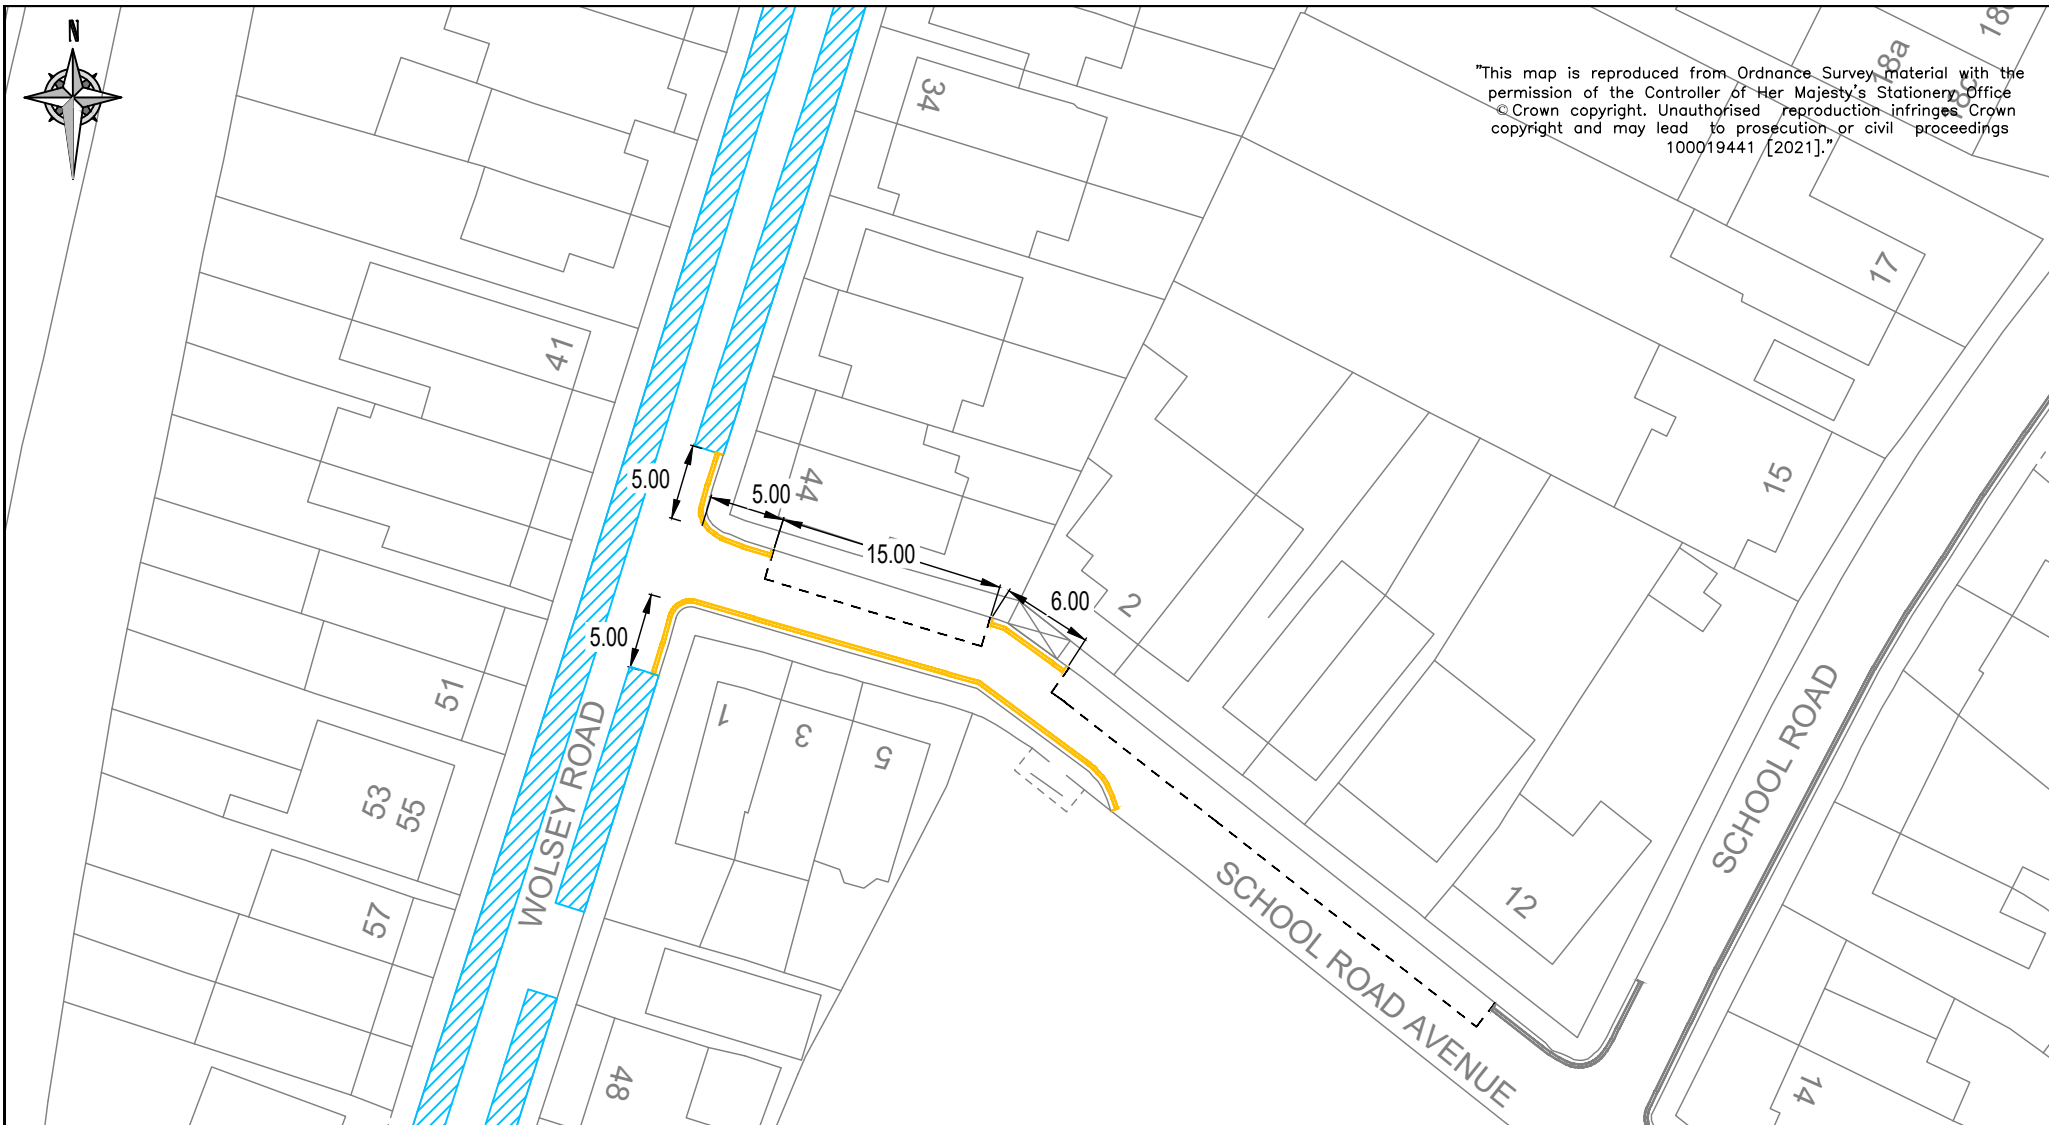 N
"This map is reproduced from Ordnance Survey material with the
permission of the Controller of Her Majesty's Stationery Office
© Crown copyright. Unauthorised reproduction infringes Crown
copyright and may lead to prosecution or civil proceedings
100019441 [2021]."
18a
34
17
41
5.00
5.00
44
15.00
15
6.00
2
5.00
51
1
3
5
53
55
57
12
14
48
WOLSEY ROAD
SCHOOL ROAD
SCHOOL ROAD AVENUE